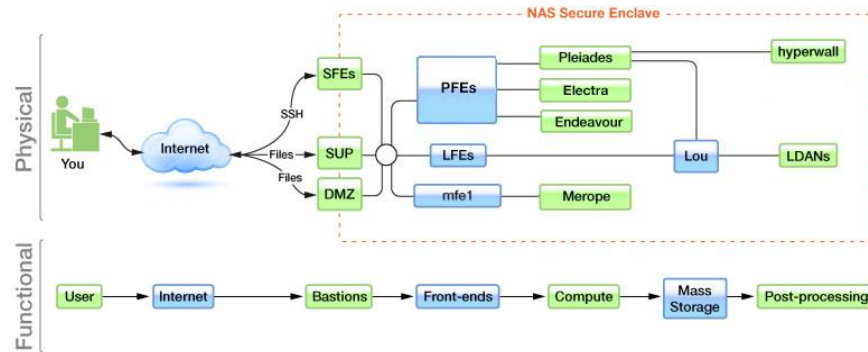 NAS Secure Enclave
Physical
You
Internet
SSH
Files
Files
SFEs
SUP
DMZ
PFEs
LFEs
mfe1
Pleiades
Electra
Endeavour
Merope
hyperwall
Lou
LDANs
Functional
User
Internet
Bastions
Front-ends
Compute
Mass
Storage
Post-processing